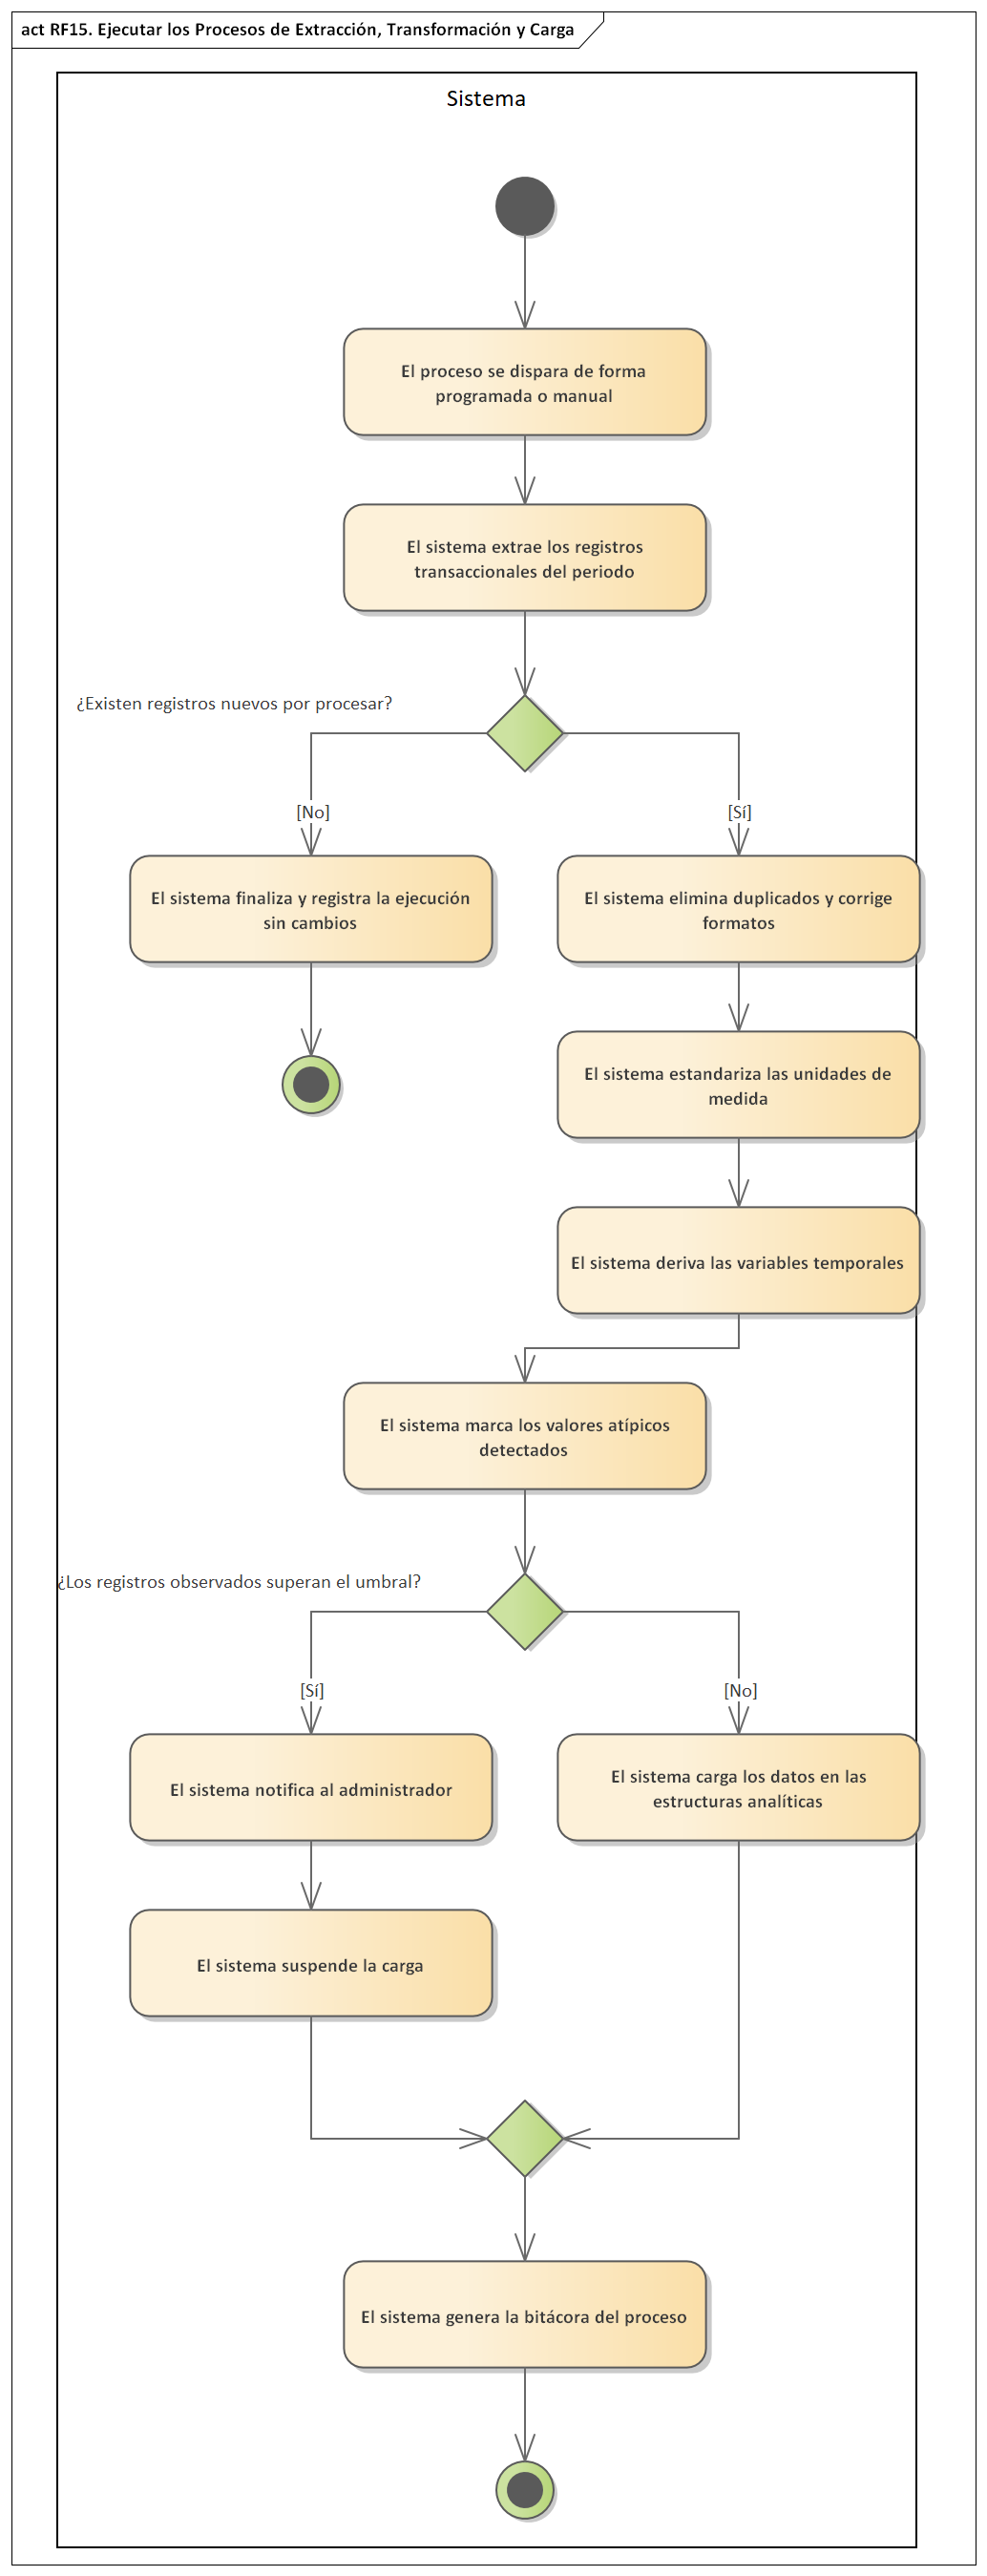 act RF15. Ejecutar los Procesos de Extracción, Transformación y Carga
Sistema
El proceso se dispara de forma
programada o manual
El sistema extrae los registros
transaccionales del periodo
¿Existen registros nuevos por procesar?
[No]
[Sí]
El sistema finaliza y registra la ejecución
sin cambios
El sistema elimina duplicados y corrige
formatos
El sistema estandariza las unidades de
medida
El sistema deriva las variables temporales
El sistema marca los valores atípicos
detectados
¿Los registros observados superan el umbral?
[Sí]
[No]
El sistema notifica al administrador
El sistema carga los datos en las
estructuras analíticas
El sistema suspende la carga
El sistema genera la bitácora del proceso